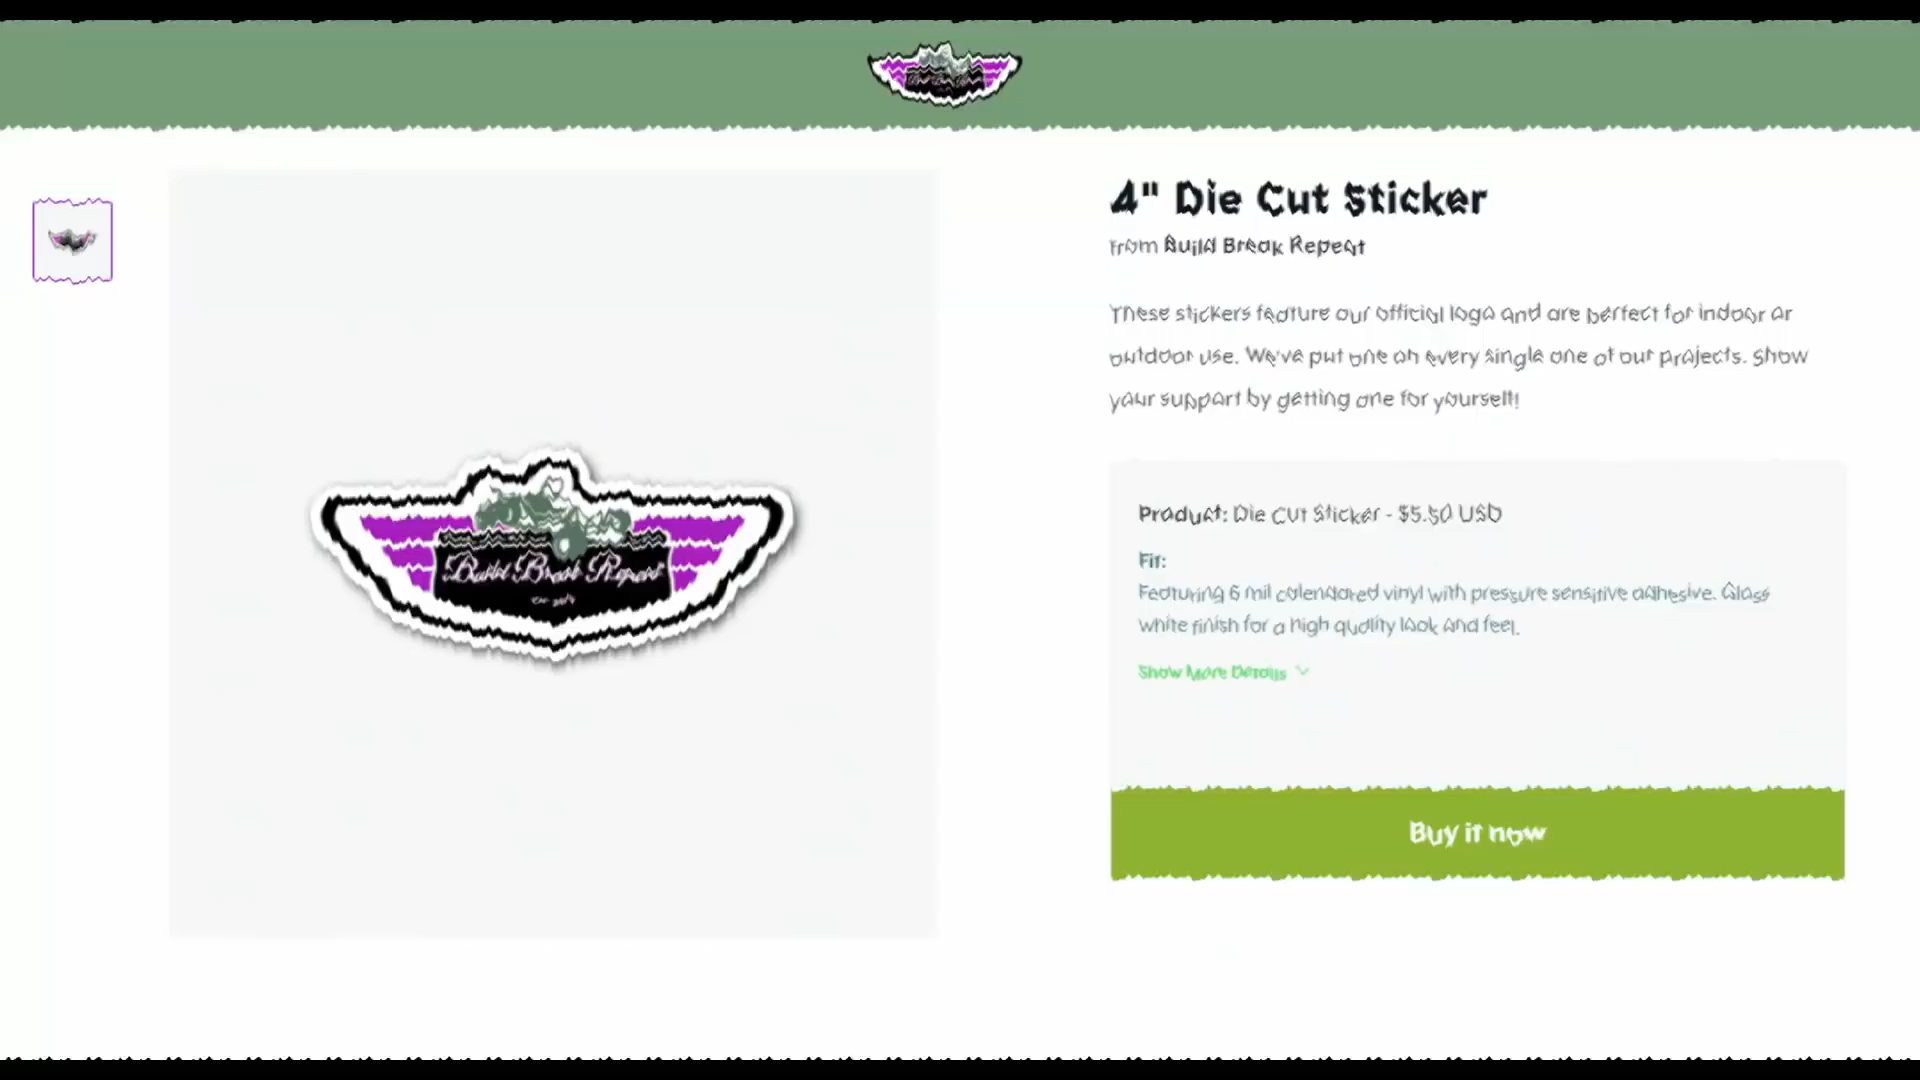 4" Die Cut Sticker
from Build Break Repeat
These stickers feature our official logo and are perfect for indoor or
outdoor use. We've put one on every single one of our projects. Show
your support by getting one for yourself!
Build Break Repeat
Product: Die Cut Sticker - $5.50 USD
Fit:
Featuring 6 mil calendared vinyl with pressure sensitive adhesive. Gloss
white finish for a high quality look and feel.
Show More Details
Buy it now